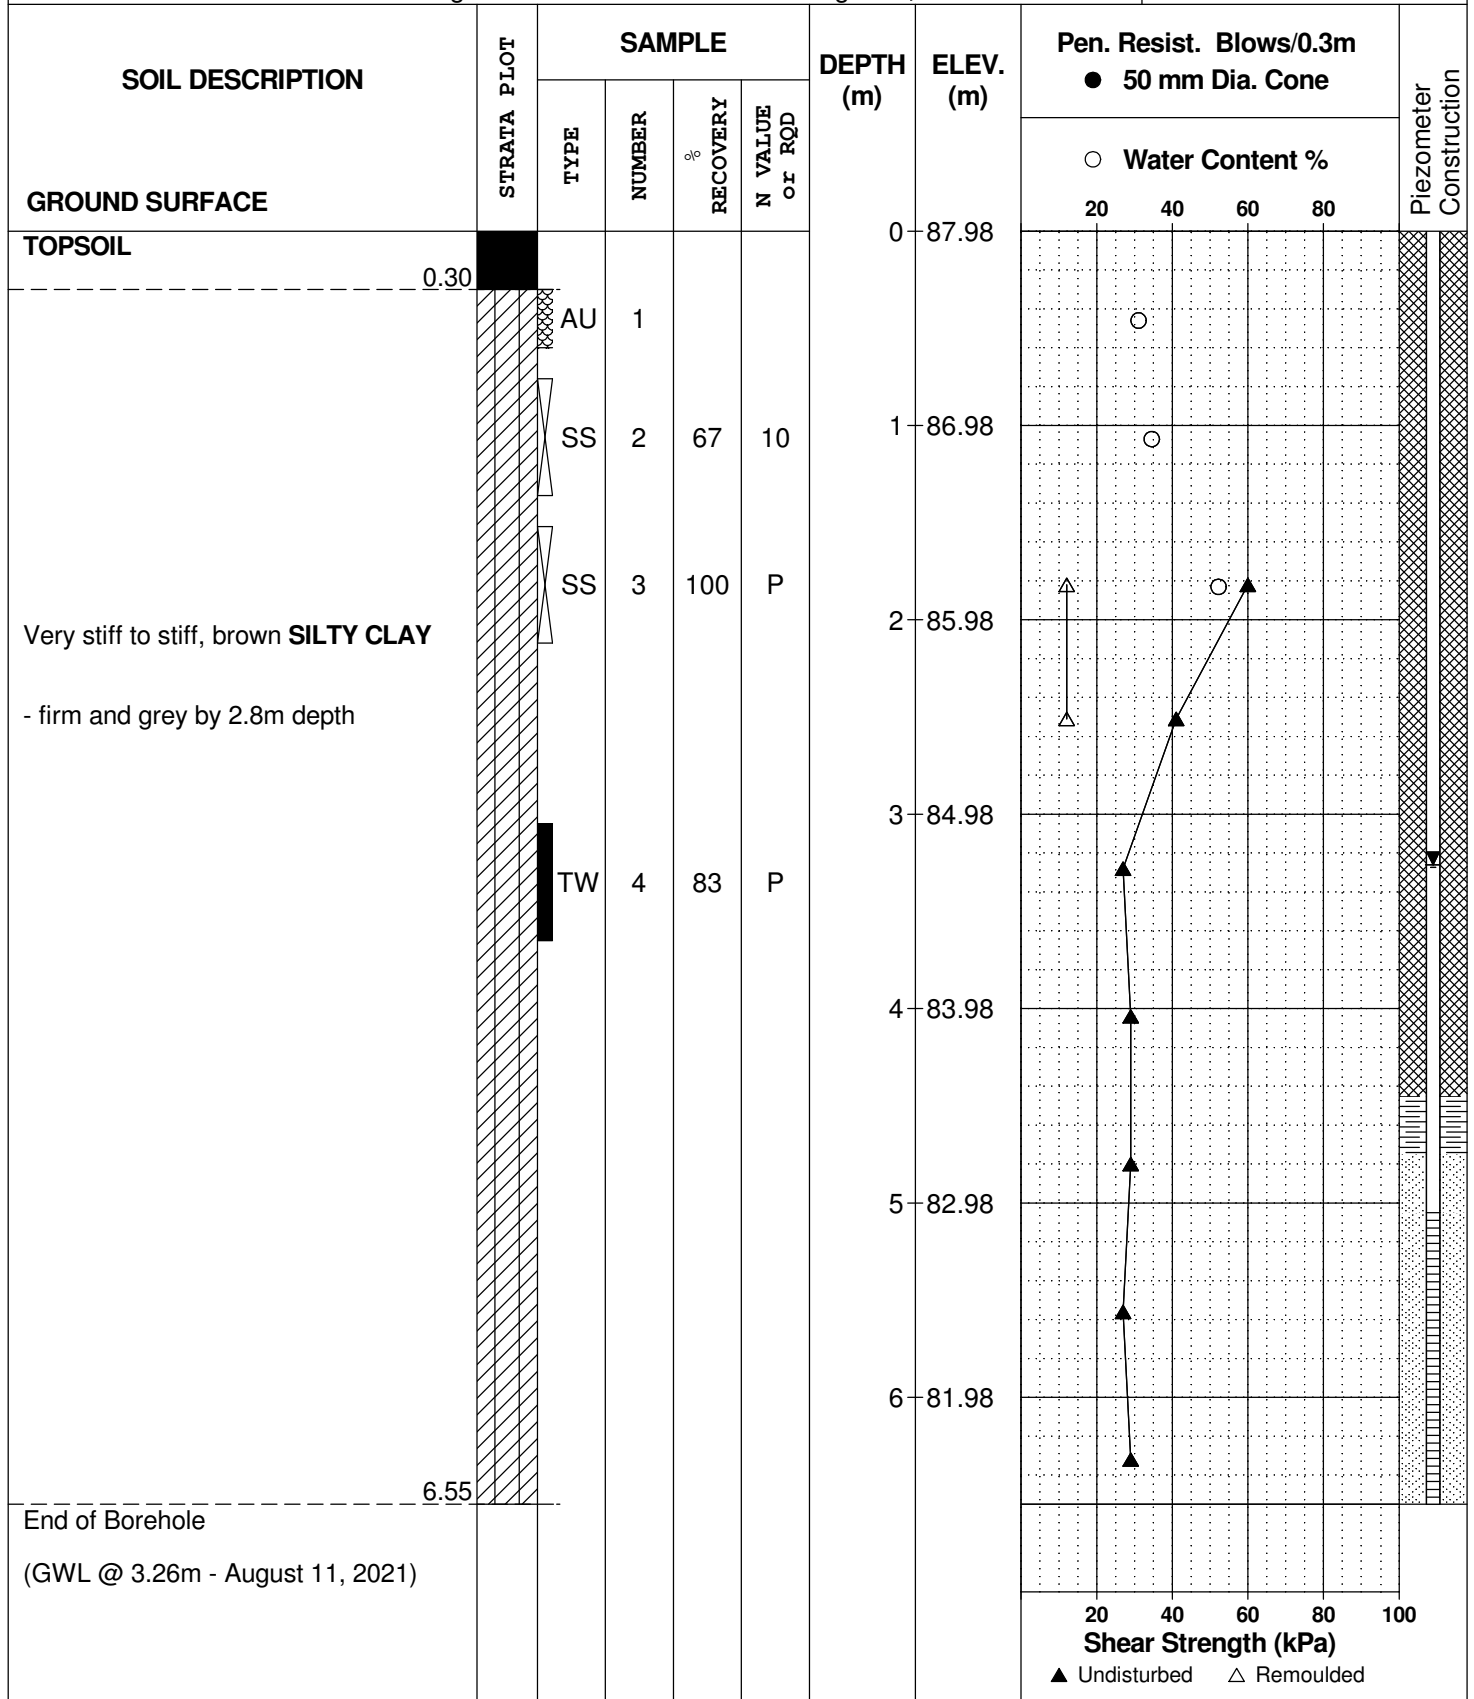 SOIL DESCRIPTION
GROUND SURFACE
STRATA PLOT
SAMPLE
TYPE
NUMBER
%
RECOVERY
N VALUE
or RQD
DEPTH
(m)
ELEV.
(m)
Pen. Resist. Blows/0.3m
● 50 mm Dia. Cone
○ Water Content %
20 40 60 80
Piezometer
Construction
TOPSOIL
0.30
0 87.98
AU 1
SS 2 67 10
1 86.98
SS 3 100 P
2 85.98
Very stiff to stiff, brown SILTY CLAY
- firm and grey by 2.8m depth
3 84.98
TW 4 83 P
4 83.98
5 82.98
6 81.98
6.55
End of Borehole
(GWL @ 3.26m - August 11, 2021)
20 40 60 80 100
Shear Strength (kPa)
▲ Undisturbed △ Remoulded